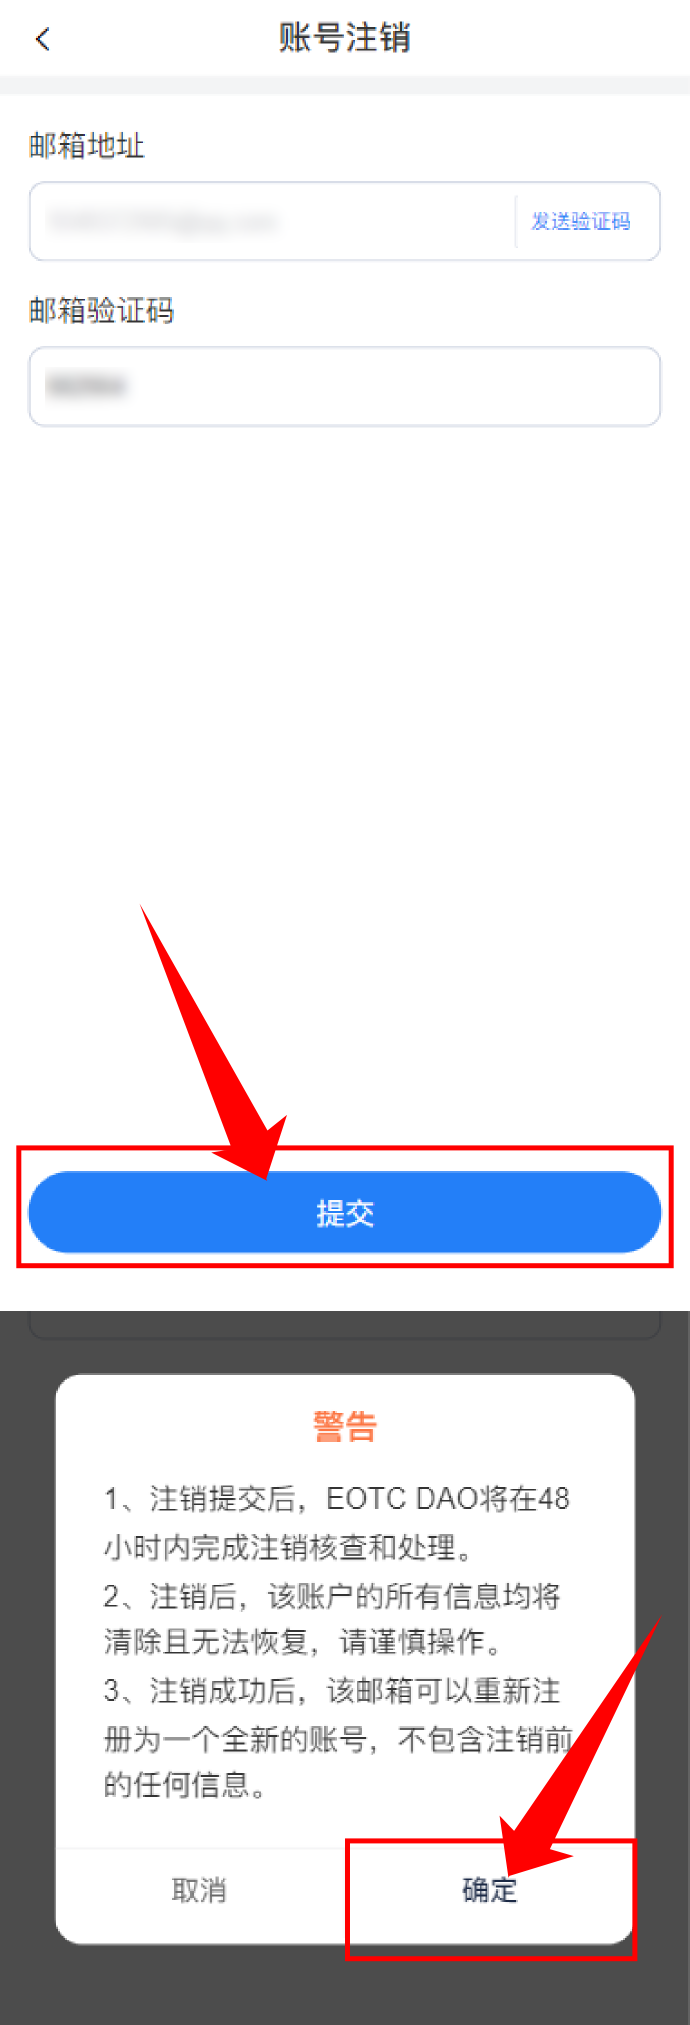 账号注销
邮箱地址
发送验证码
邮箱验证码
提交
警告
1、注销提交后，EOTC DAO将在48
小时内完成注销核查和处理。
2、注销后，该账户的所有信息均将
清除且无法恢复，请谨慎操作。
3、注销成功后，该邮箱可以重新注
册为一个全新的账号，不包含注销前
的任何信息。
取消
确定